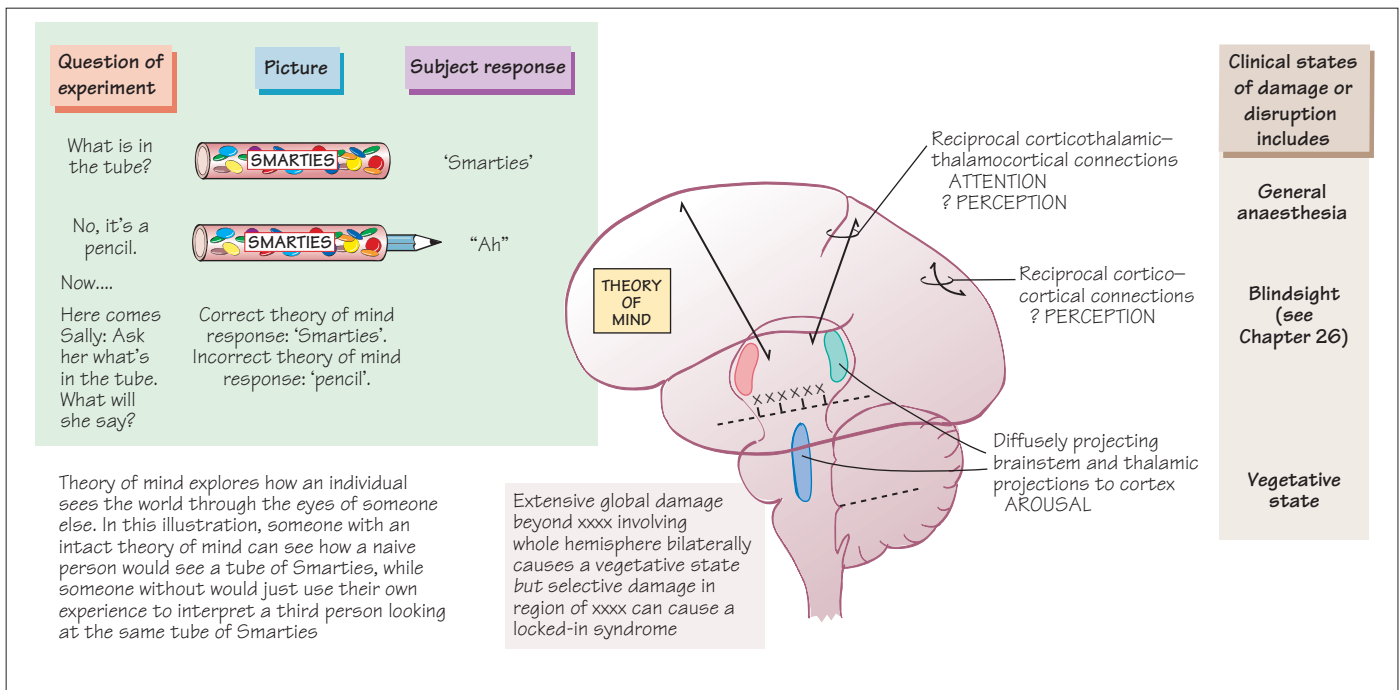 Question of
experiment
Picture
Subject response
What is in
the tube?
SMARTIES
'Smarties'
No, it's a
pencil.
SMARTIES
"Ah"
Now....
Here comes
Sally: Ask
her what's
in the tube.
What will
she say?
Correct theory of mind
response: 'Smarties'.
Incorrect theory of mind
response: 'pencil'.
Theory of mind explores how an individual
sees the world through the eyes of someone
else. In this illustration, someone with an
intact theory of mind can see how a naive
person would see a tube of Smarties, while
someone without would just use their own
experience to interpret a third person looking
at the same tube of Smarties
THEORY
OF
MIND
Reciprocal corticothalamic–
thalamocortical connections
ATTENTION
? PERCEPTION
Reciprocal cortico–
cortical connections
? PERCEPTION
xxxxxx
Diffusely projecting
brainstem and thalamic
projections to cortex
AROUSAL
Extensive global damage
beyond xxxx involving
whole hemisphere bilaterally
causes a vegetative state
but selective damage in
region of xxxx can cause a
locked-in syndrome
Clinical states
of damage or
disruption
includes
General
anaesthesia
Blindsight
(see
Chapter 26)
Vegetative
state